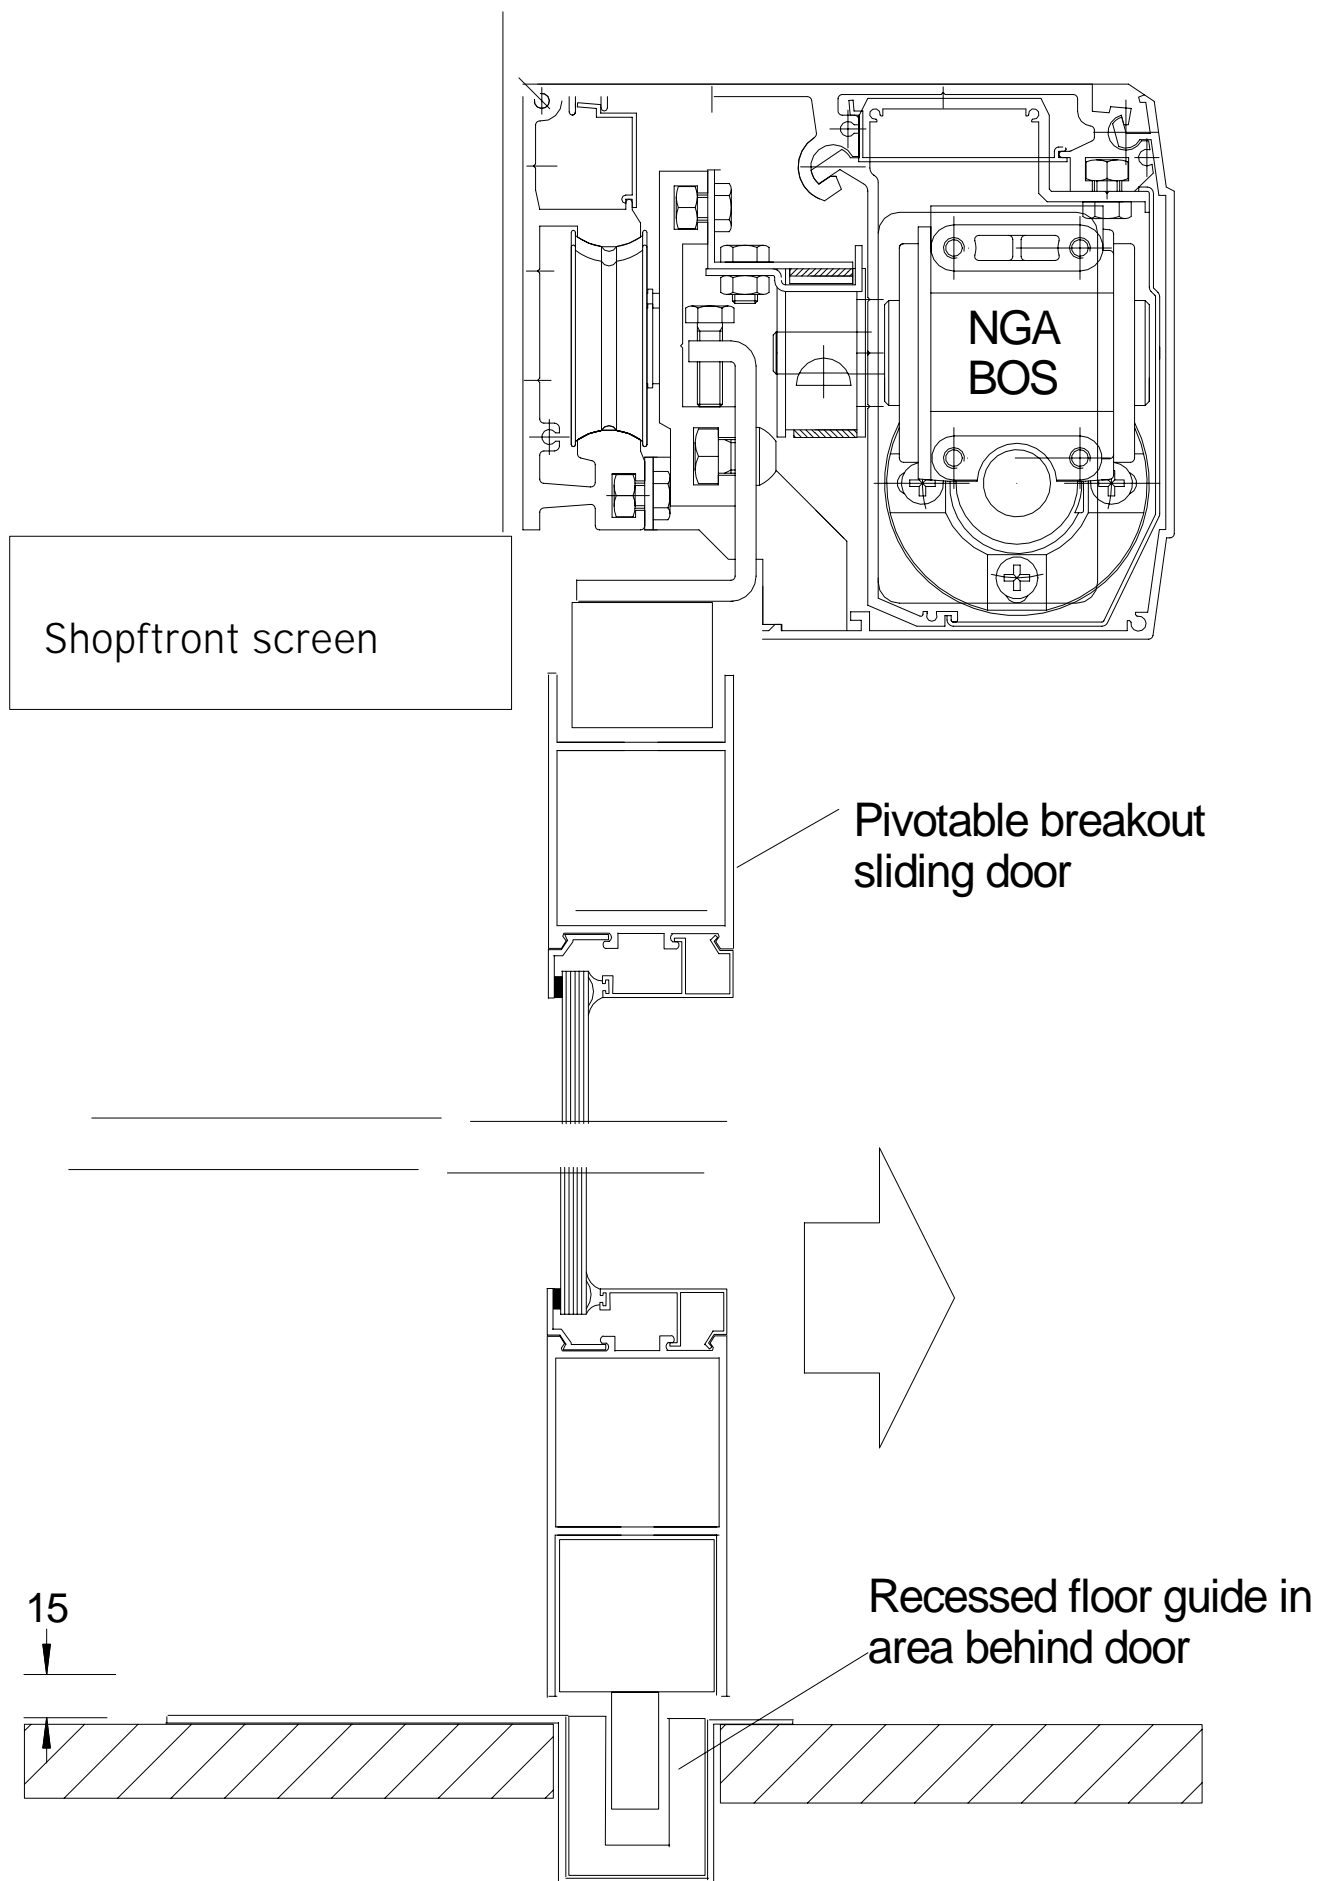 NGA
BOS
Shopftront screen
Pivotable breakout
sliding door
15
Recessed floor guide in
area behind door